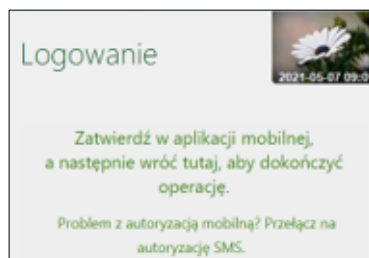 Logowanie
2021-05-07 09:0
Zatwierdź w aplikacji mobilnej,
a następnie wróć tutaj, aby dokończyć
operację.
Problem z autoryzacją mobilną? Przełącz na
autoryzację SMS.